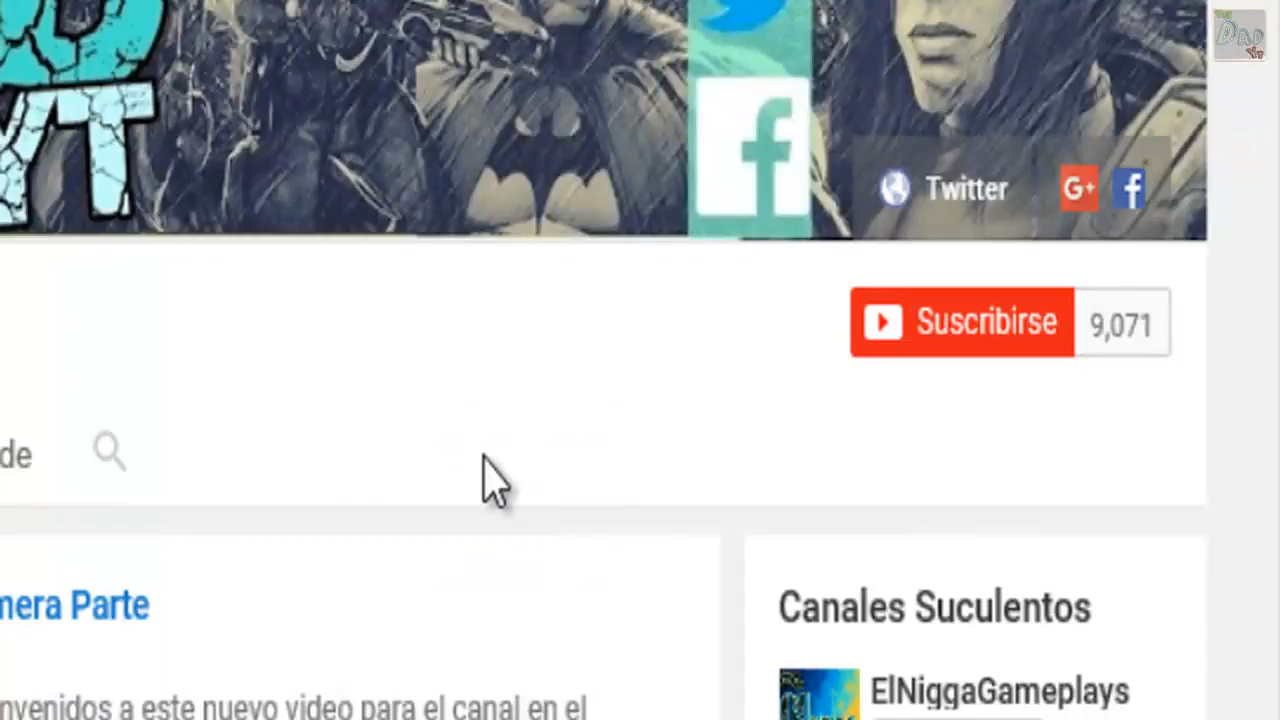 YT
Twitter
G+ f
f
Suscribirse 9,071
de
mera Parte
nvenidos a este nuevo video para el canal en el
Canales Suculentos
ElNiggaGameplays